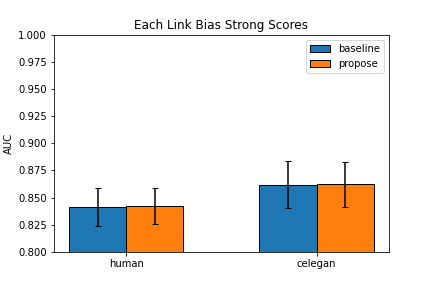 Each Link Bias Strong Scores
1.000
0.975
0.950
0.925
0.900
0.875
0.850
0.825
0.800
AUC
baseline
propose
human
celegan